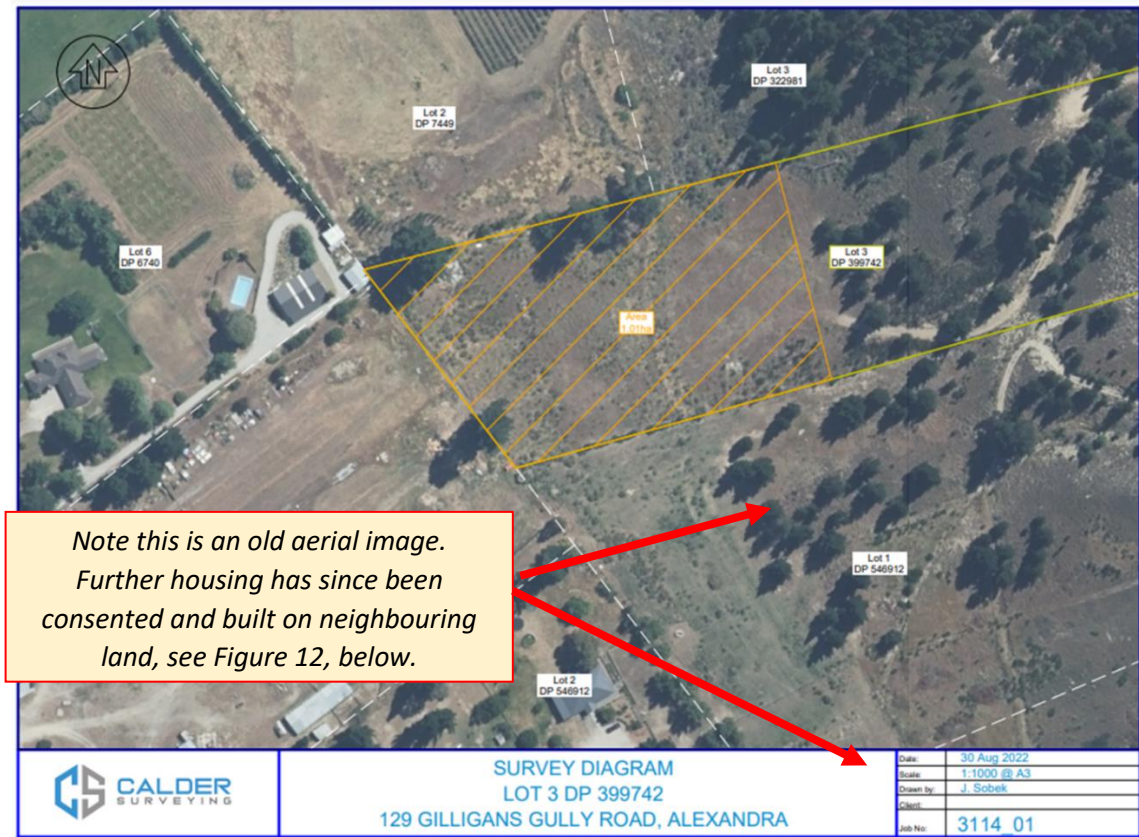 N
Lot 3
DP 322981
Lot 2
DP 7449
Lot 6
DP 6740
Lot 3
DP 399742
Area
1.01ha
Note this is an old aerial image.
Further housing has since been
consented and built on neighbouring
land, see Figure 12, below.
Lot 1
DP 546912
Lot 2
DP 546912
CS CALDER
SURVEYING
SURVEY DIAGRAM
LOT 3 DP 399742
129 GILLIGANS GULLY ROAD, ALEXANDRA
Date: 30 Aug 2022
Scale: 1:1000 @ A3
Drawn by: J. Sobek
Client:
Job No: 3114_01